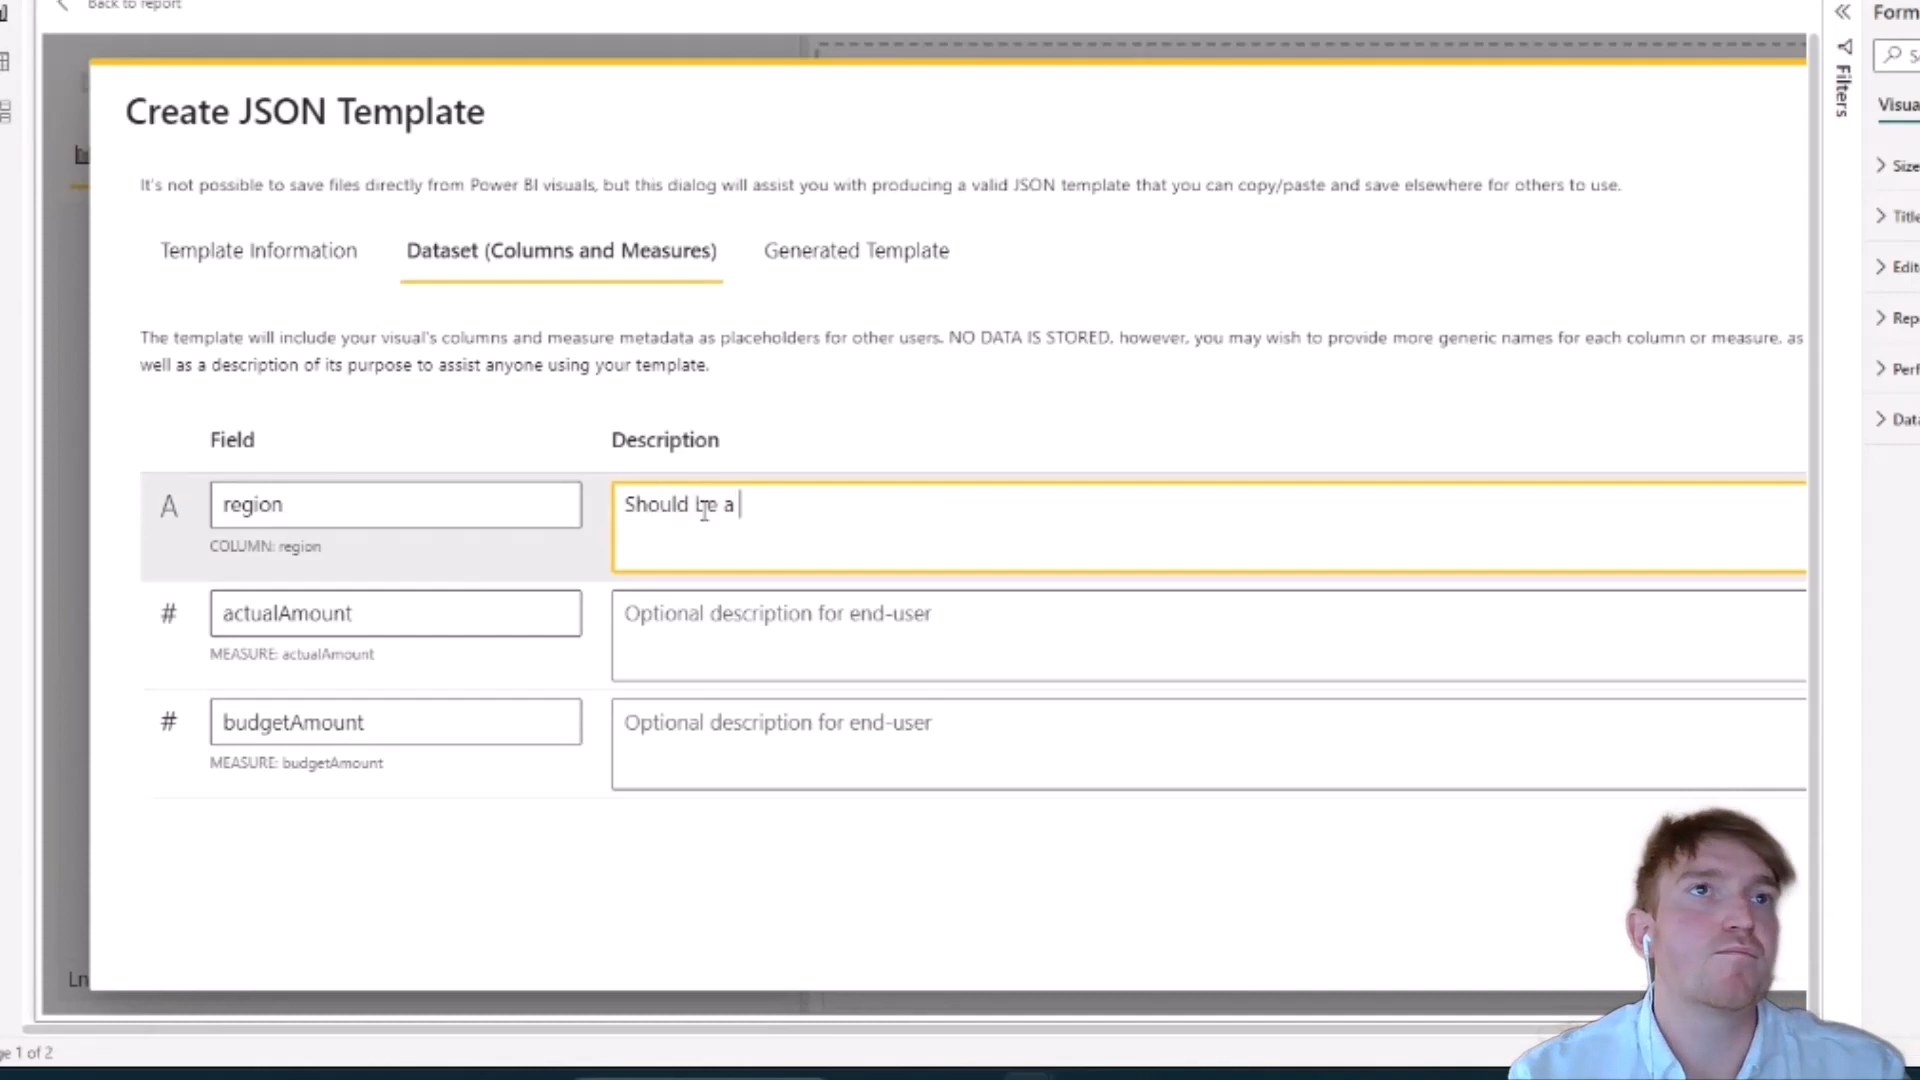 Back to report
Create JSON Template
It's not possible to save files directly from Power BI visuals, but this dialog will assist you with producing a valid JSON template that you can copy/paste and save elsewhere for others to use.
Template Information
Dataset (Columns and Measures)
Generated Template
The template will include your visual's columns and measure metadata as placeholders for other users. NO DATA IS STORED, however, you may wish to provide more generic names for each column or measure, as
well as a description of its purpose to assist anyone using your template.
Field
Description
A
region
Should be a
COLUMN: region
#
actualAmount
Optional description for end-user
MEASURE: actualAmount
#
budgetAmount
Optional description for end-user
MEASURE: budgetAmount
Ln
1 of 2
Filters
Form
Visua
Size
Title
Edit
Rep
Perf
Data